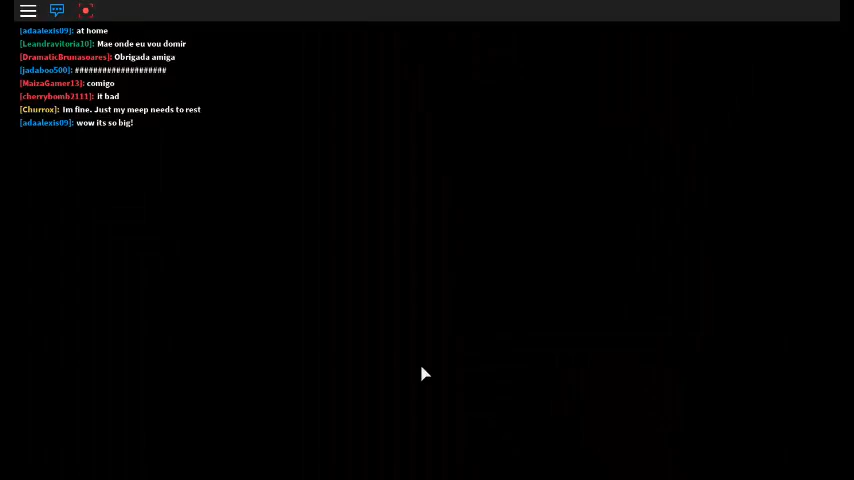 [adaalexis09]: at home
[Leandravitoria10]: Mae onde eu vou domir
[DramaticBrunasoares]: Obrigada amiga
[jadaboo500]: ####################
[MaizaGamer13]: comigo
[cherrybomb2111]: it bad
[Churrox]: Im fine. Just my meep needs to rest
[adaalexis09]: wow its so big!